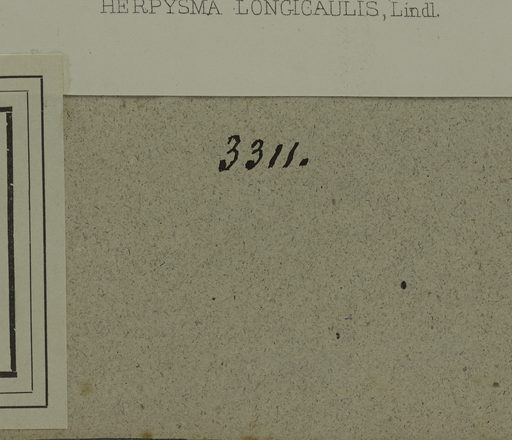 HERPYSMA LONGICAULIS, Lindl.
3311.